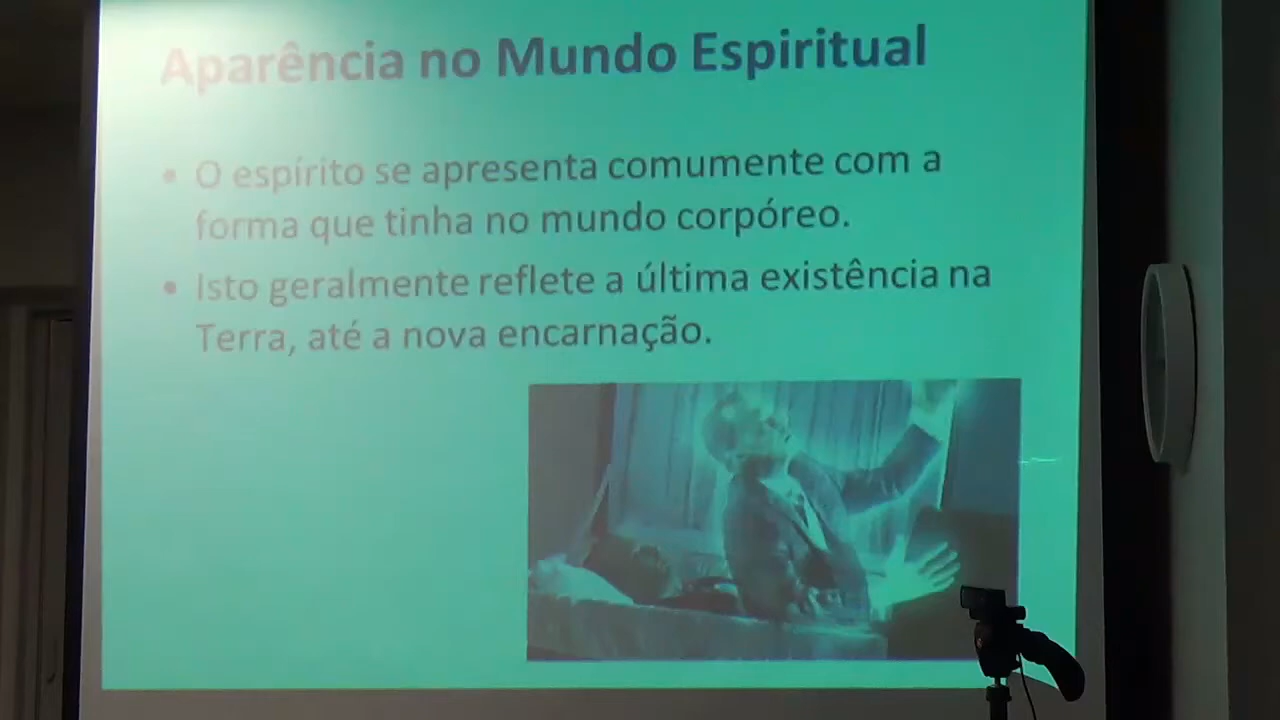 Aparência no Mundo Espiritual
• O espírito se apresenta comumente com a
forma que tinha no mundo corpóreo.
• Isto geralmente reflete a última existência na
Terra, até a nova encarnação.